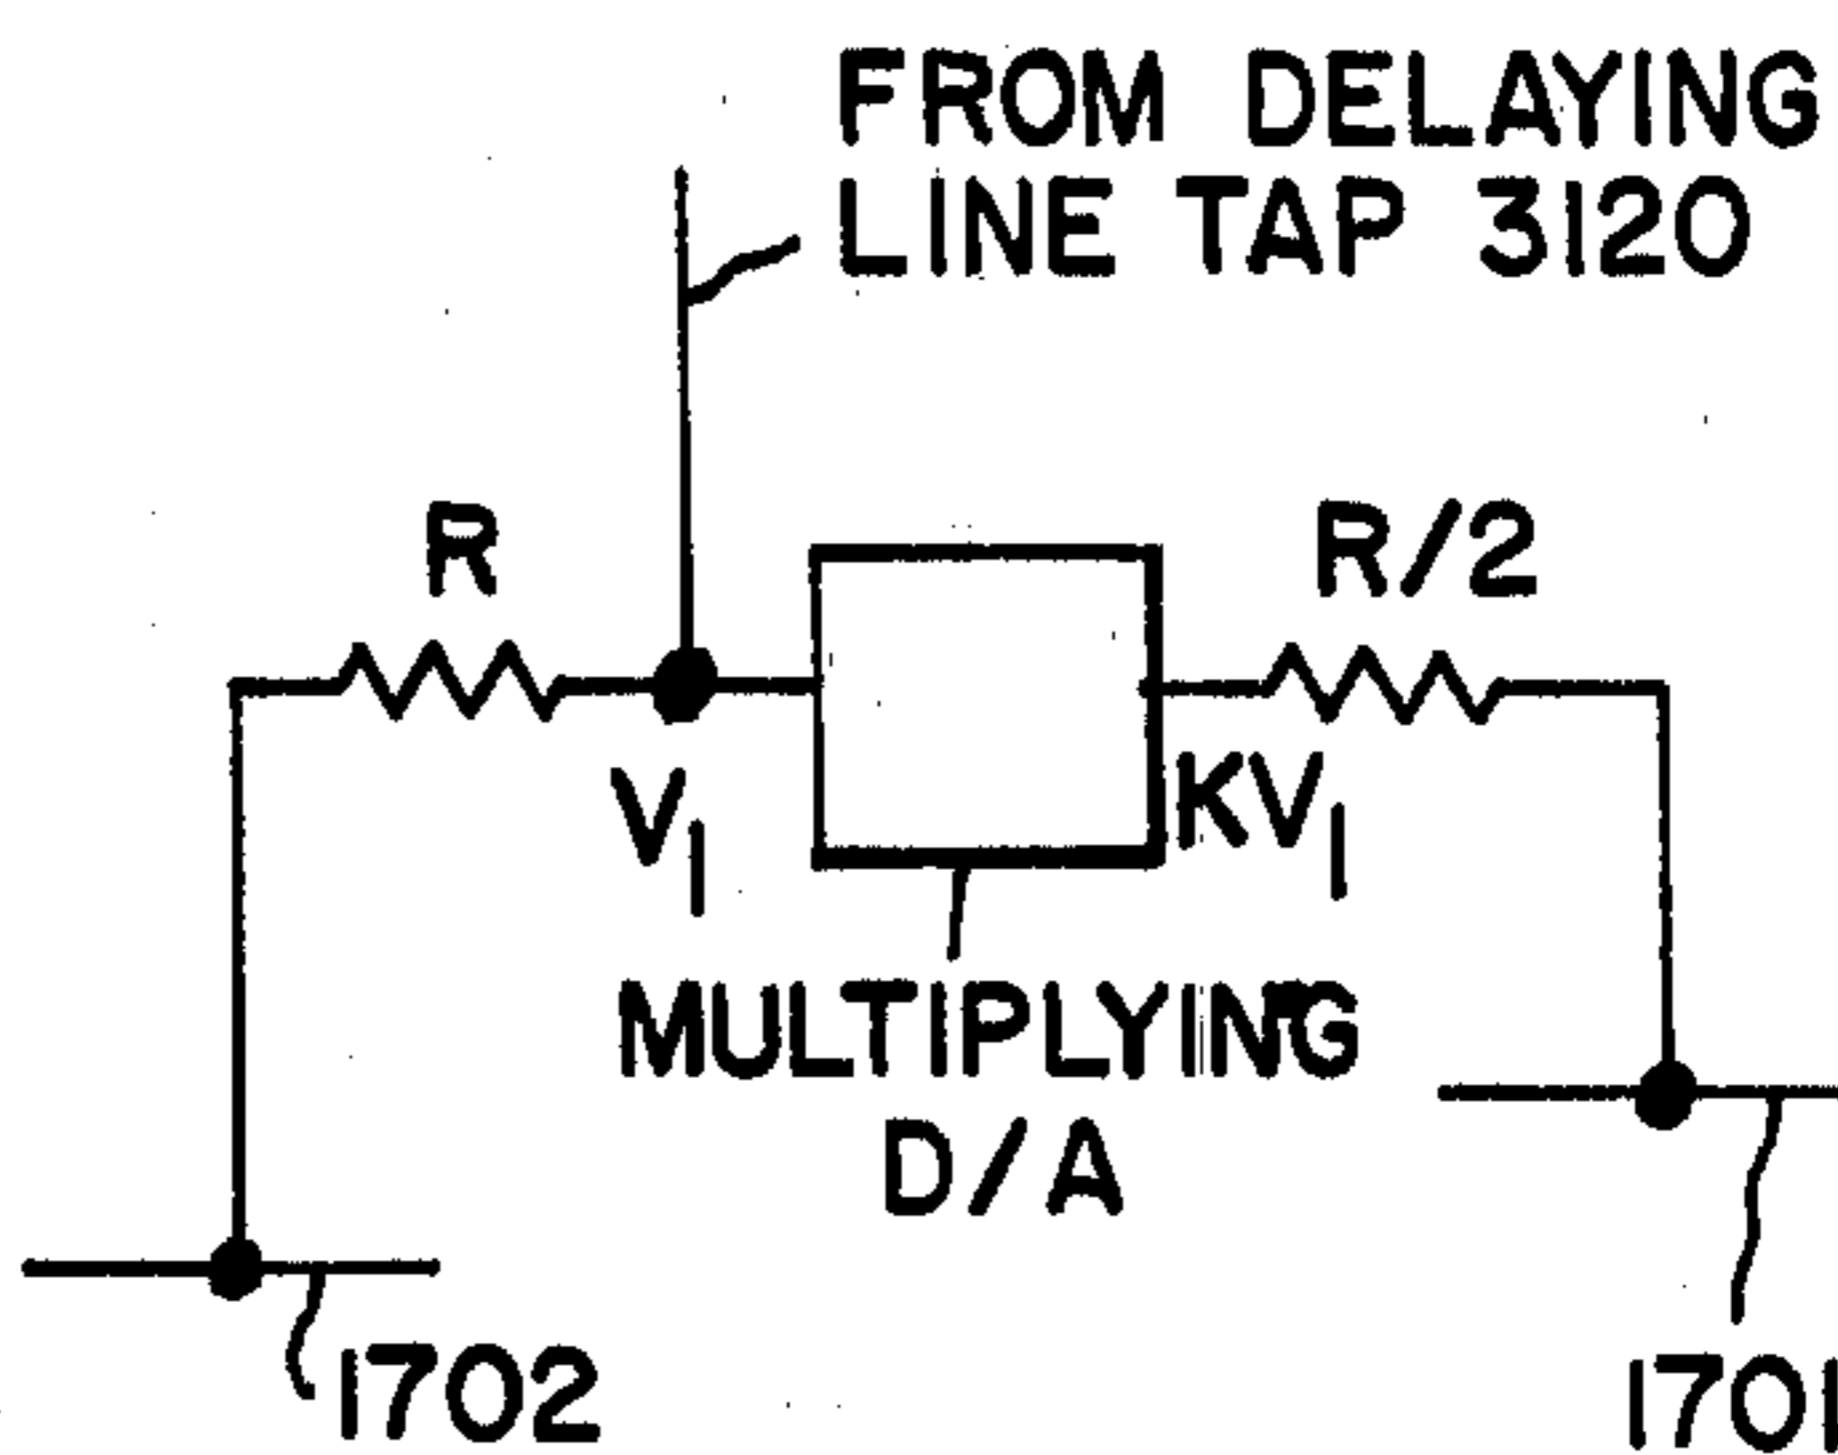 FROM DELAYING
LINE TAP 3120
R
R/2
V1
KV1
MULTIPLYING
D/A
1702
1701